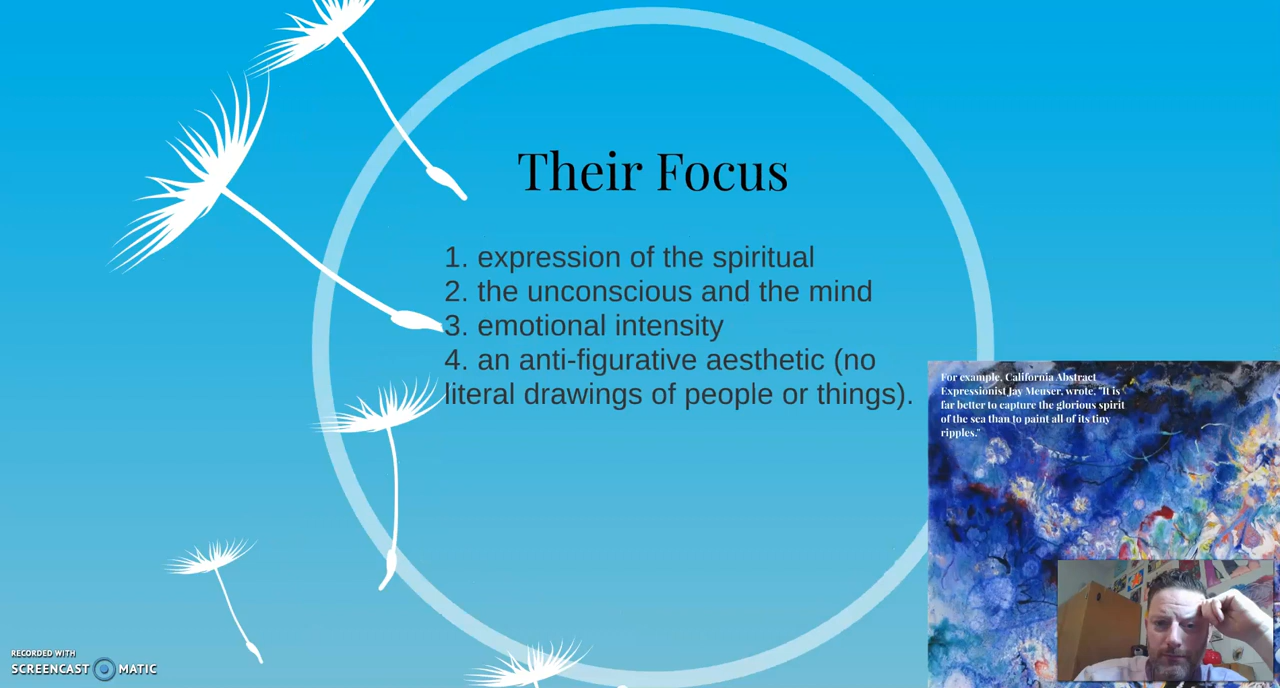 Their Focus
1. expression of the spiritual
2. the unconscious and the mind
3. emotional intensity
4. an anti-figurative aesthetic (no
literal drawings of people or things).
For example, California Abstract
Expressionist Jay Meuser, wrote, "It is
far better to capture the glorious spirit
of the sea than to paint all of its tiny
ripples."
RECORDED WITH
SCREENCAST MATIC